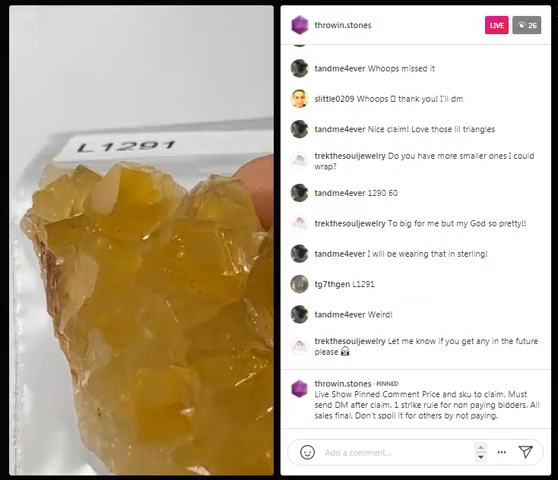 L1291
throwin.stones
LIVE
26
tandme4ever Whoops missed it
slittle0209 Whoops thank you! I'll dm
tandme4ever Nice claim! Love those lil triangles
trekthesouljewelry Do you have more smaller ones I could
wrap?
tandme4ever 1290 60
trekthesouljewelry To big for me but my God so pretty!!
tandme4ever I will be wearing that in sterling!
tg7thgen L1291
tandme4ever Weird!
trekthesouljewelry Let me know if you get any in the future
please
throwin.stones · PINNED
Live Show Pinned Comment Price and sku to claim. Must
send DM after claim. 1 strike rule for non paying bidders. All
sales final. Don't spoil it for others by not paying.
Add a comment...